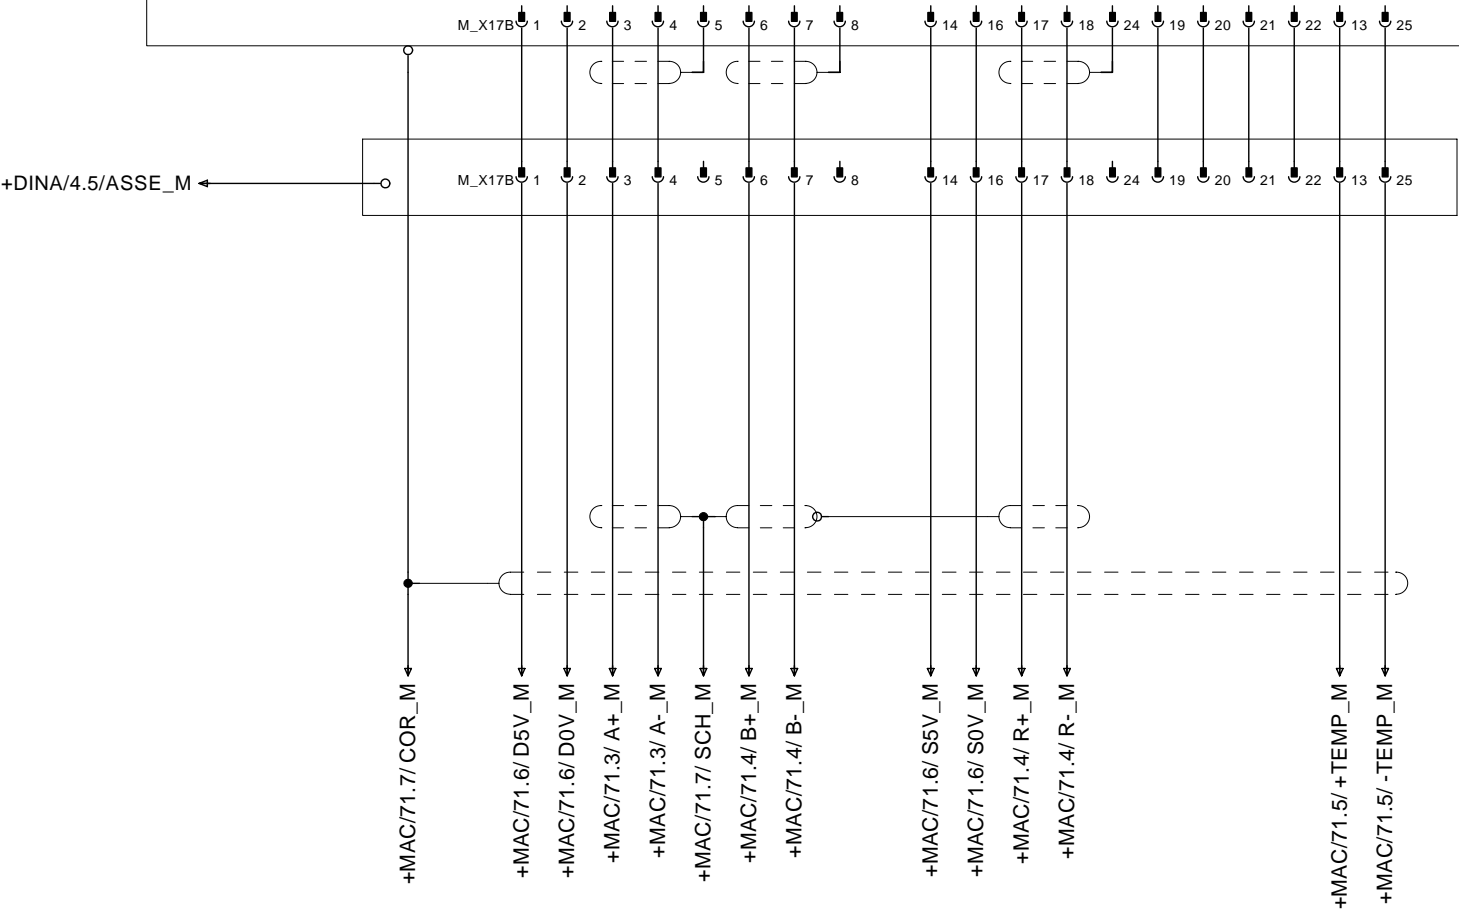 M_X17B 1 2 3 4 5 6 7 8 14 16 17 18 24 19 20 21 22 13 25
+DINA/4.5/ASSE_M
M_X17B 1 2 3 4 5 6 7 8 14 16 17 18 24 19 20 21 22 13 25
+MAC/71.7/ COR_M
+MAC/71.6/ D5V_M
+MAC/71.6/ D0V_M
+MAC/71.3/ A+_M
+MAC/71.3/ A-_M
+MAC/71.7/ SCH_M
+MAC/71.4/ B+_M
+MAC/71.4/ B-_M
+MAC/71.6/ S5V_M
+MAC/71.6/ S0V_M
+MAC/71.4/ R+_M
+MAC/71.4/ R-_M
+MAC/71.5/ +TEMP_M
+MAC/71.5/ -TEMP_M